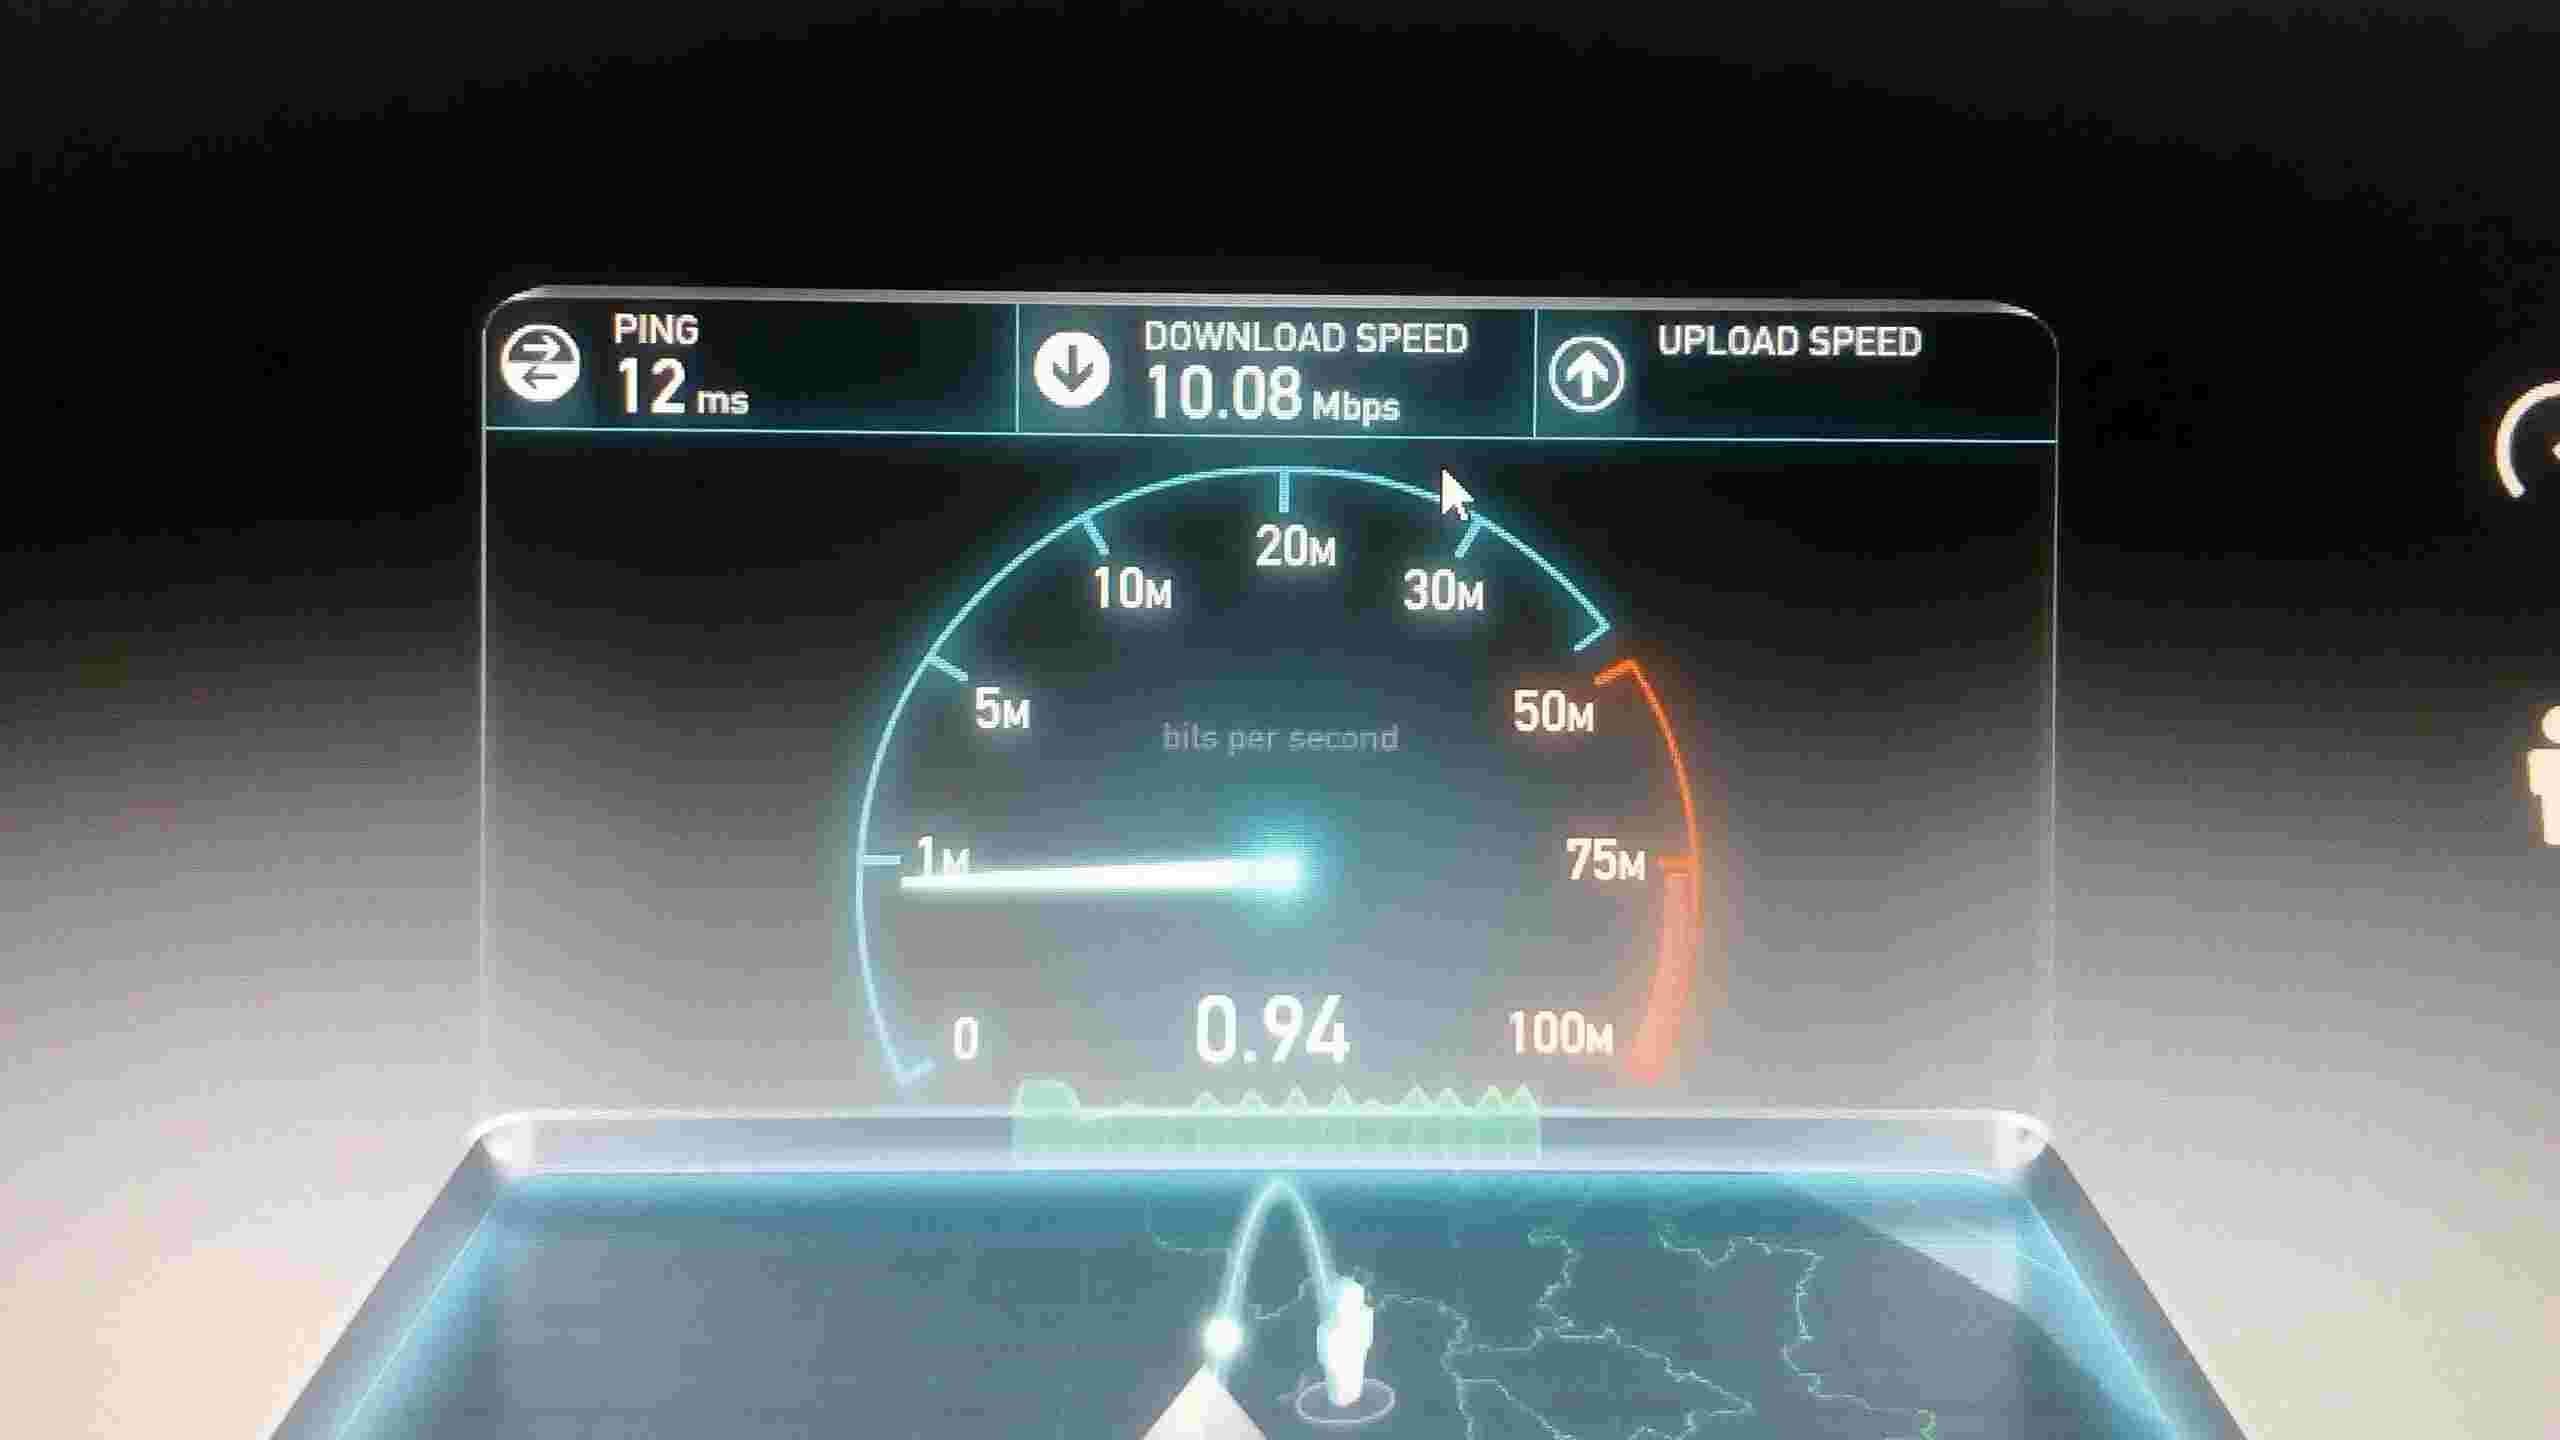 PING
12 ms
DOWNLOAD SPEED
10.08 Mbps
UPLOAD SPEED
20M
10M
30M
5M
50M
bits per second
1M
75M
0
0.94
100M